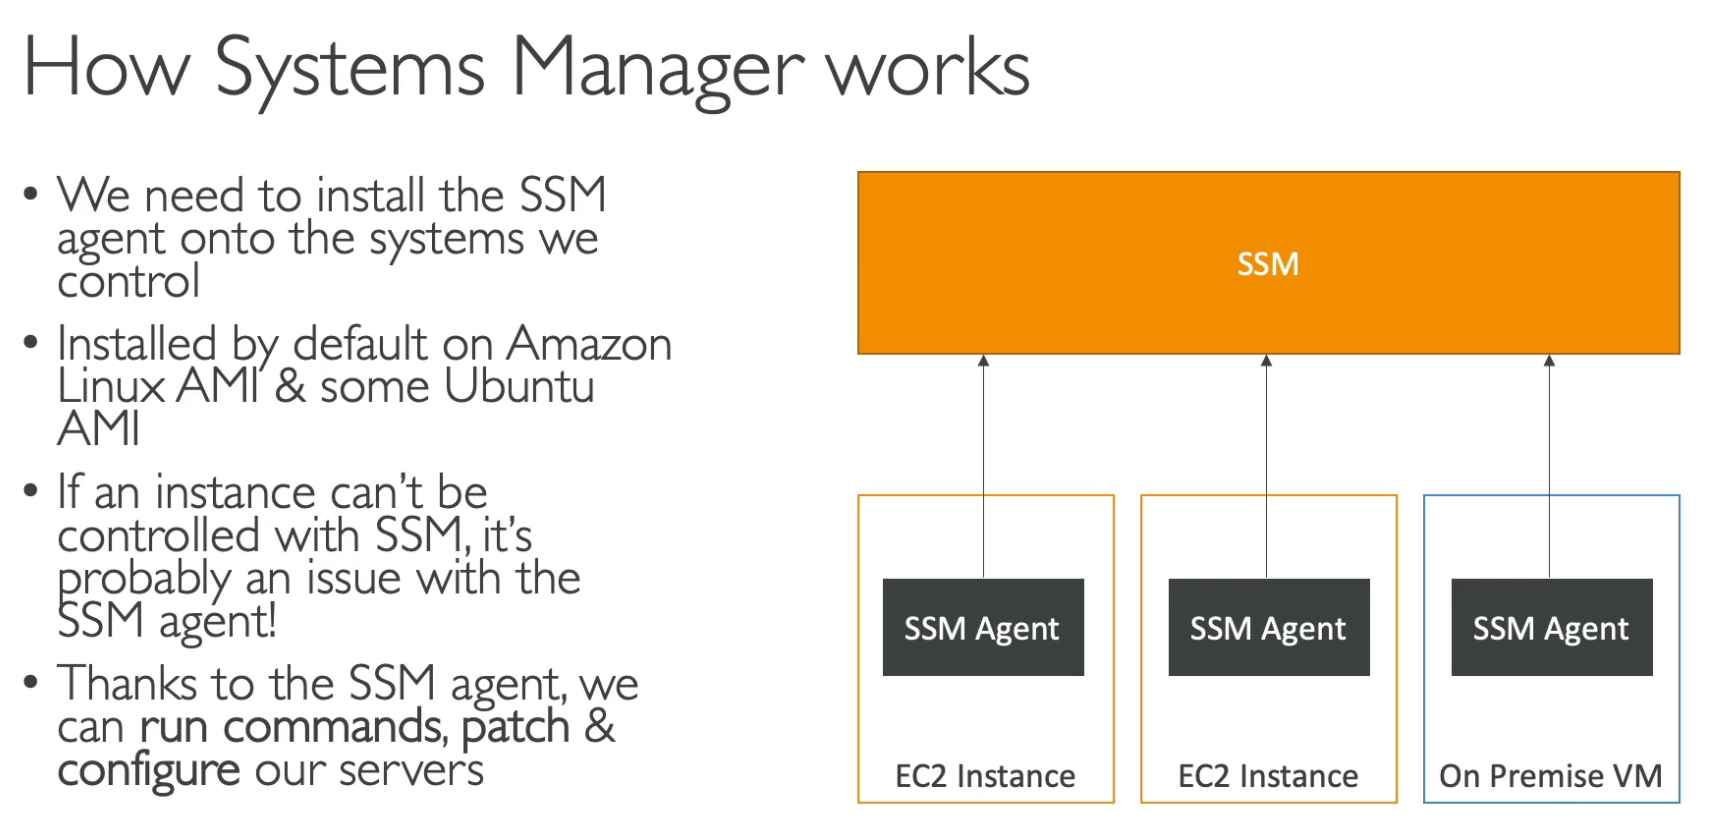 How Systems Manager works
• We need to install the SSM
agent onto the systems we
control
• Installed by default on Amazon
Linux AMI & some Ubuntu
AMI
• If an instance can’t be
controlled with SSM, it’s
probably an issue with the
SSM agent!
• Thanks to the SSM agent, we
can run commands, patch &
configure our servers
SSM
SSM Agent
SSM Agent
SSM Agent
EC2 Instance
EC2 Instance
On Premise VM